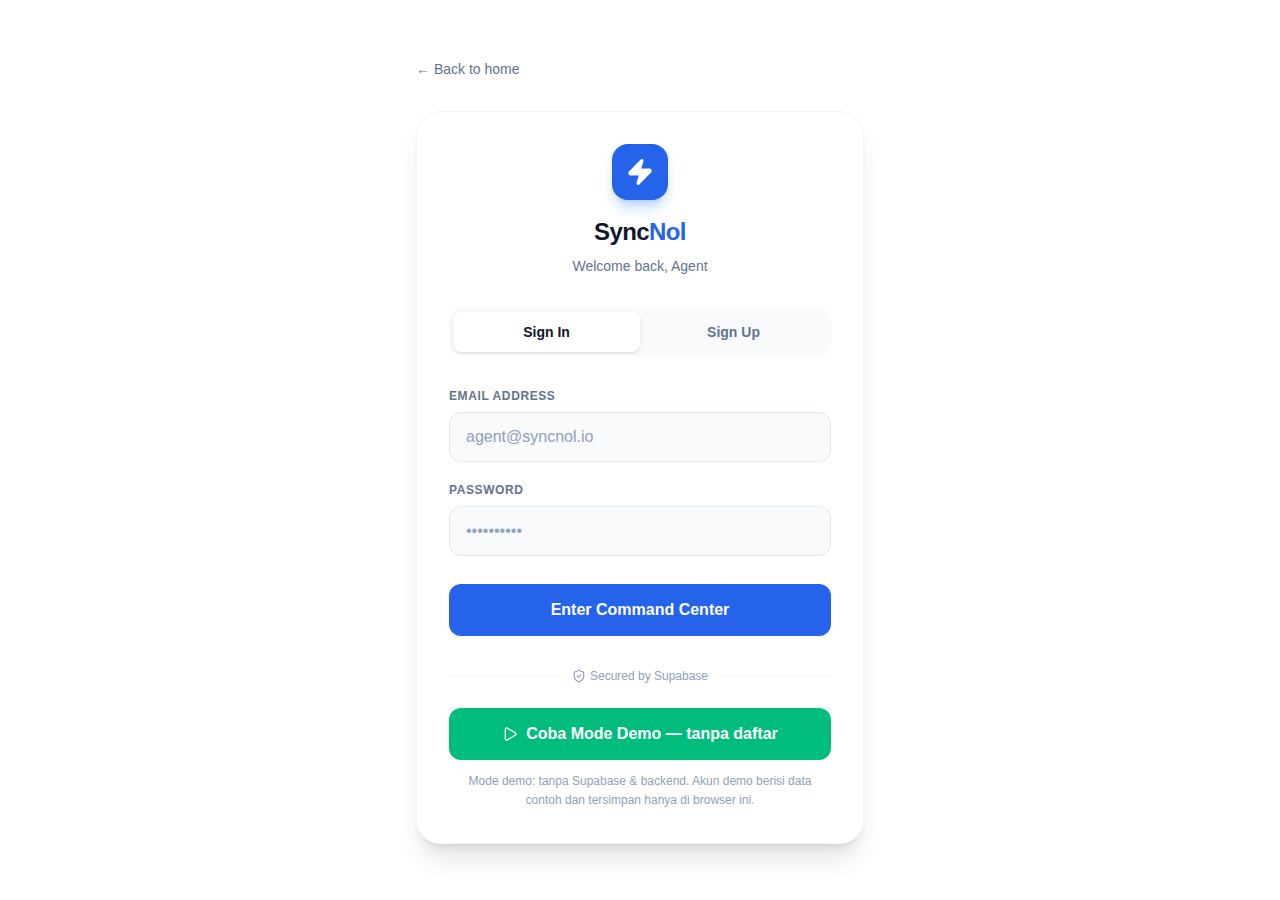 ← Back to home
SyncNol
Welcome back, Agent
Sign In
Sign Up
EMAIL ADDRESS
agent@syncnol.io
PASSWORD
••••••••••
Enter Command Center
Secured by Supabase
Coba Mode Demo — tanpa daftar
Mode demo: tanpa Supabase & backend. Akun demo berisi data
contoh dan tersimpan hanya di browser ini.